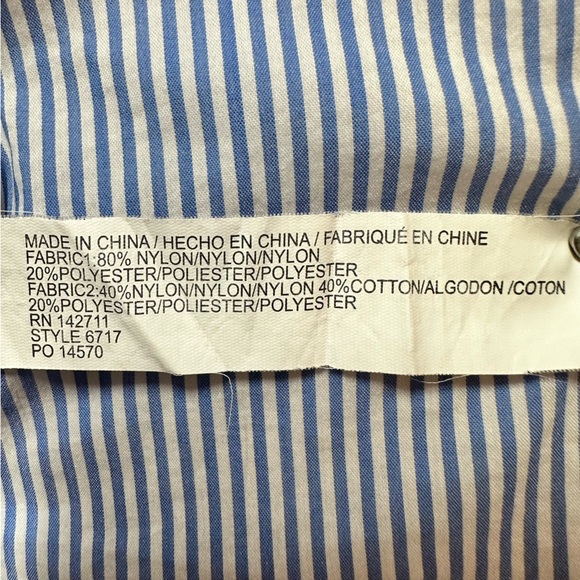 MADE IN CHINA / HECHO EN CHINA / FABRIQUÉ EN CHINE
FABRIC1:80% NYLON/NYLON/NYLON
20%POLYESTER/POLIESTER/POLYESTER
FABRIC2:40%NYLON/NYLON/NYLON 40%COTTON/ALGODON /COTON
20%POLYESTER/POLIESTER/POLYESTER
RN 142711
STYLE 6717
PO 14570